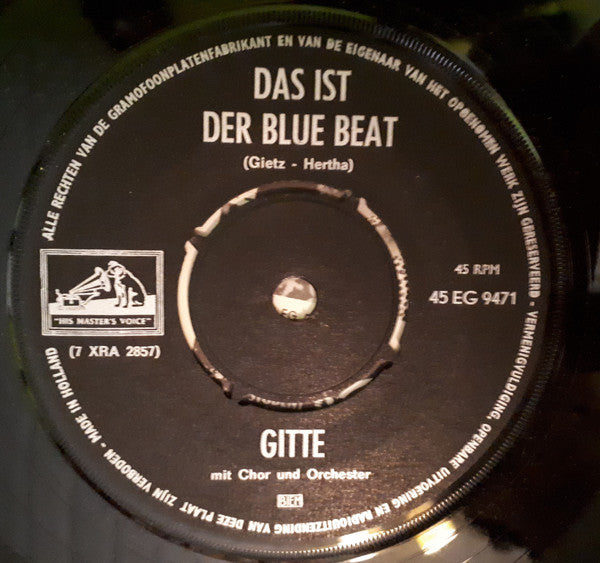 ALLE RECHTEN VAN DE GRAMOFOONPLATENFABRIKANT EN VAN DE EIGENAAR VAN HET OPGENOMEN WERK ZIJN GERESERVEERD - VERMENIGVULDIGING, OPENBARE UITVOERING EN RADIOUITZENDING VAN DEZE PLAAT ZIJN VERBODEN - MADE IN HOLLAND
DAS IST
DER BLUE BEAT
(Gietz - Hertha)
45 RPM
45 EG 9471
"HIS MASTER'S VOICE"
(7 XRA 2857)
EG
GITTE
mit Chor und Orchester
BIEM